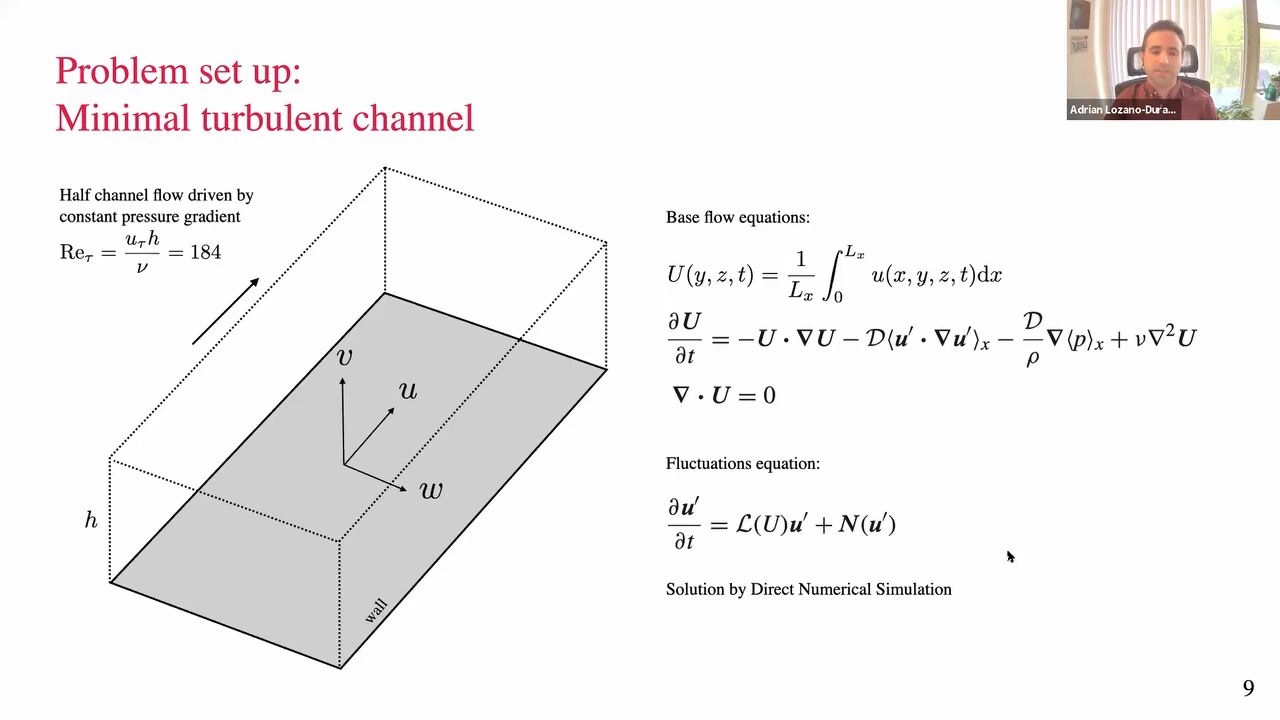 Problem set up:
Minimal turbulent channel
Adrian Lozano-Dura...
Half channel flow driven by
constant pressure gradient
Re_τ = u_τ h / ν = 184
v
u
w
h
wall
Base flow equations:
U(y, z, t) = 1/L_x ∫_0^{L_x} u(x, y, z, t)dx
∂U/∂t = −U · ∇U − 𝒟⟨u′ · ∇u′⟩_x − 𝒟/ρ ∇⟨p⟩_x + ν∇²U
∇ · U = 0
Fluctuations equation:
∂u′/∂t = ℒ(U)u′ + N(u′)
Solution by Direct Numerical Simulation
9